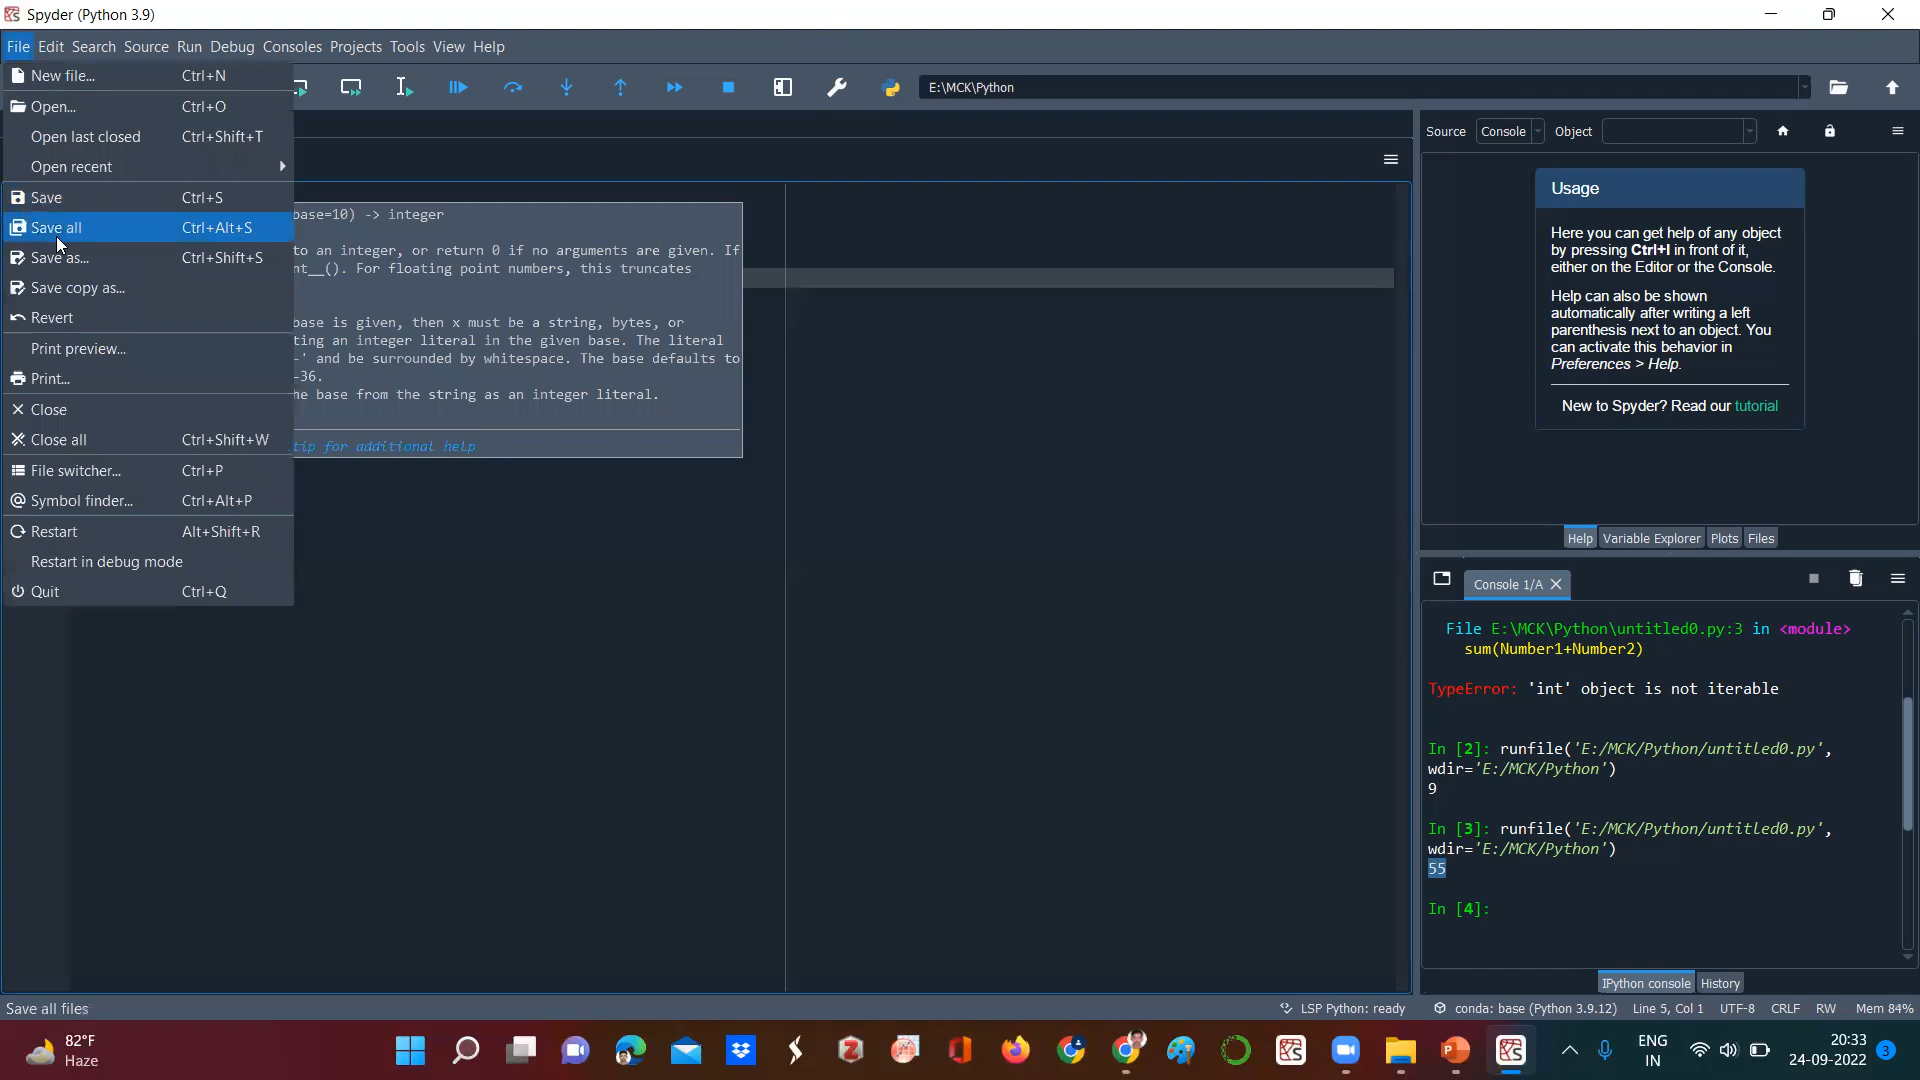 Spyder (Python 3.9)
File Edit Search Source Run Debug Consoles Projects Tools View Help
New file... Ctrl+N
Open... Ctrl+O
Open last closed Ctrl+Shift+T
Open recent
Save Ctrl+S
Save all Ctrl+Alt+S
Save as... Ctrl+Shift+S
Save copy as...
Revert
Print preview...
Print...
Close
Close all Ctrl+Shift+W
File switcher... Ctrl+P
Symbol finder... Ctrl+Alt+P
Restart Alt+Shift+R
Restart in debug mode
Quit Ctrl+Q
E:\MCK\Python
base=10) -> integer
to an integer, or return 0 if no arguments are given. If
nt__(). For floating point numbers, this truncates
base is given, then x must be a string, bytes, or
ting an integer literal in the given base. The literal
-' and be surrounded by whitespace. The base defaults to
-36.
he base from the string as an integer literal.
tip for additional help
Source Console Object
Usage
Here you can get help of any object
by pressing Ctrl+I in front of it,
either on the Editor or the Console.
Help can also be shown
automatically after writing a left
parenthesis next to an object. You
can activate this behavior in
Preferences > Help.
New to Spyder? Read our tutorial
Help Variable Explorer Plots Files
Console 1/A
File E:\MCK\Python\untitled0.py:3 in <module>
sum(Number1+Number2)
TypeError: 'int' object is not iterable
In [2]: runfile('E:/MCK/Python/untitled0.py',
wdir='E:/MCK/Python')
9
In [3]: runfile('E:/MCK/Python/untitled0.py',
wdir='E:/MCK/Python')
55
In [4]:
IPython console History
Save all files LSP Python: ready conda: base (Python 3.9.12) Line 5, Col 1 UTF-8 CRLF RW Mem 84%
82°F
Haze
ENG
IN
20:33
24-09-2022
3